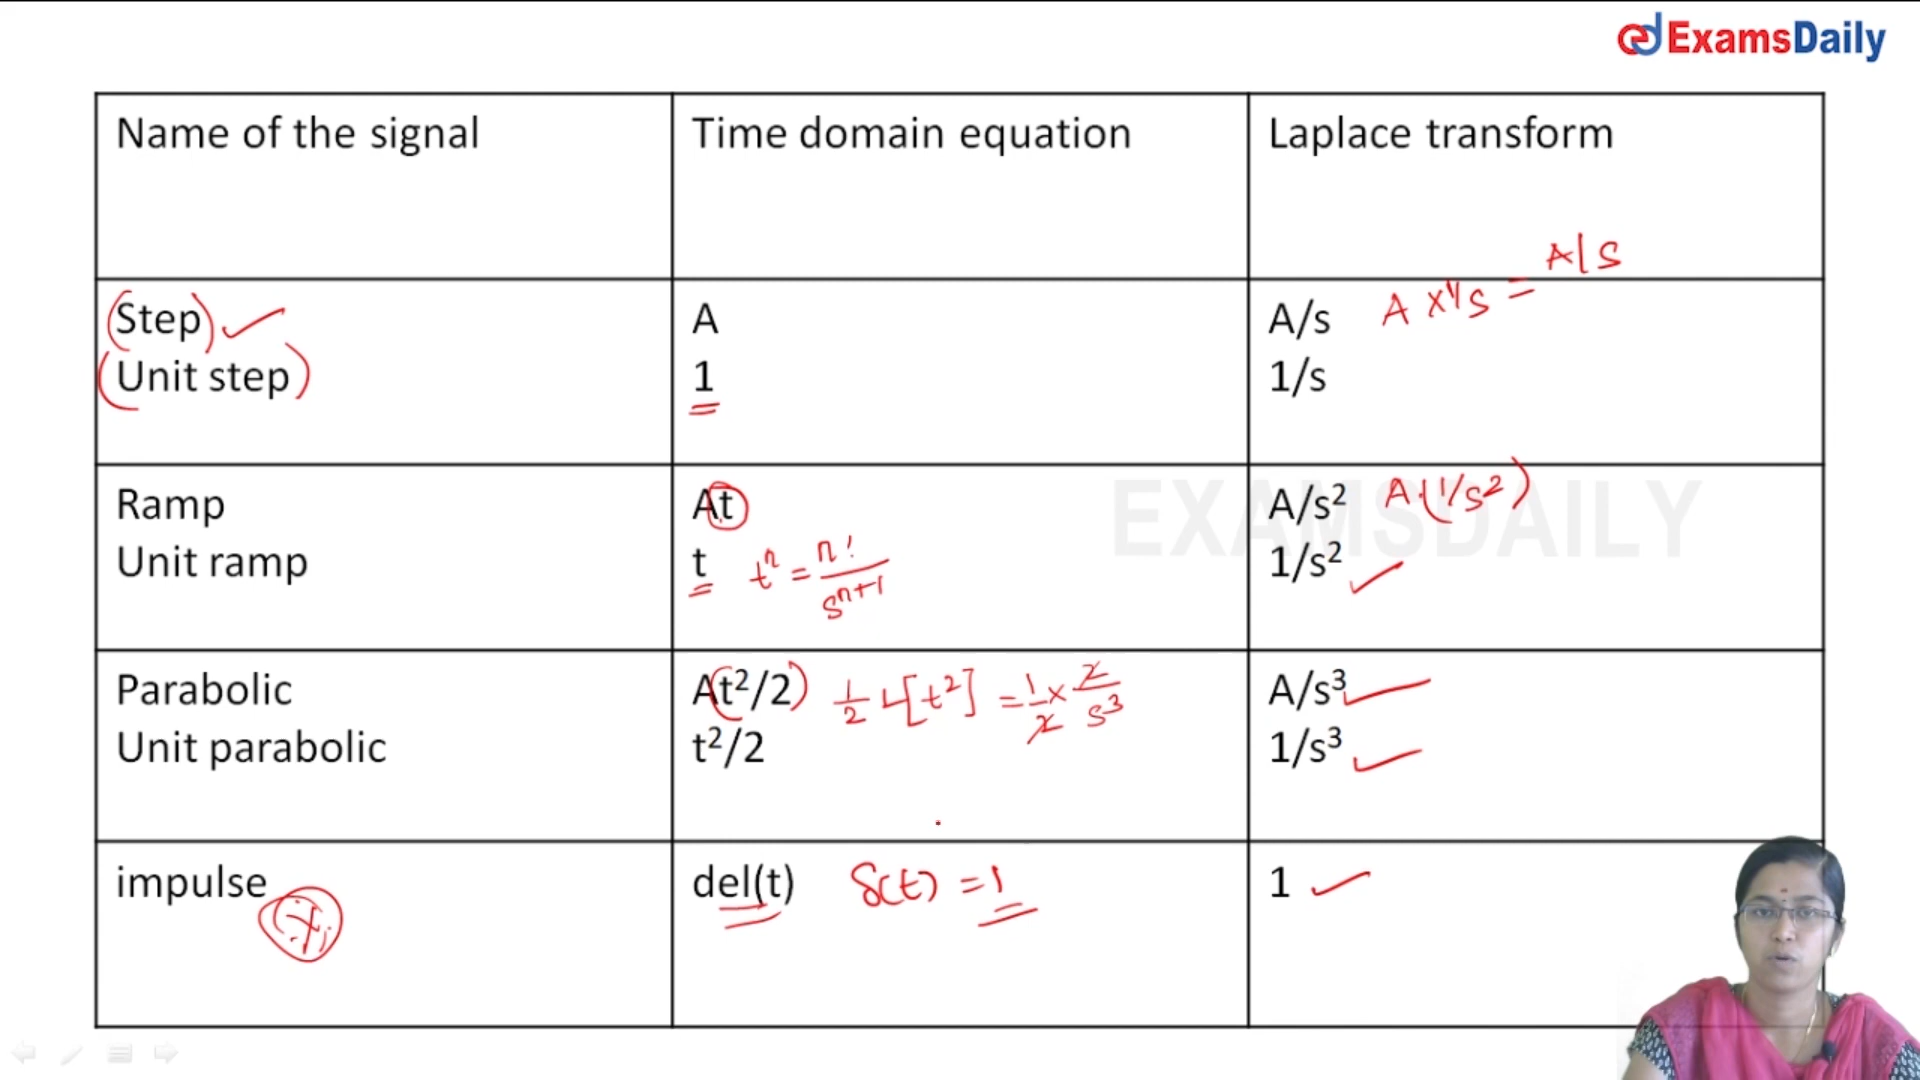 ExamsDaily
Name of the signal
Time domain equation
Laplace transform
A/s
Step
A
A/s
A x 1/s =
Unit step
1
1/s
EXAMSDAILY
Ramp
At
A/s²
A.(1/s²)
Unit ramp
t
tⁿ = n!/sⁿ⁺¹
1/s²
Parabolic
At²/2
1/2 L[t²] = 1/2 x 2/s³
A/s³
Unit parabolic
t²/2
1/s³
impulse
del(t)
δ(t) = 1
1